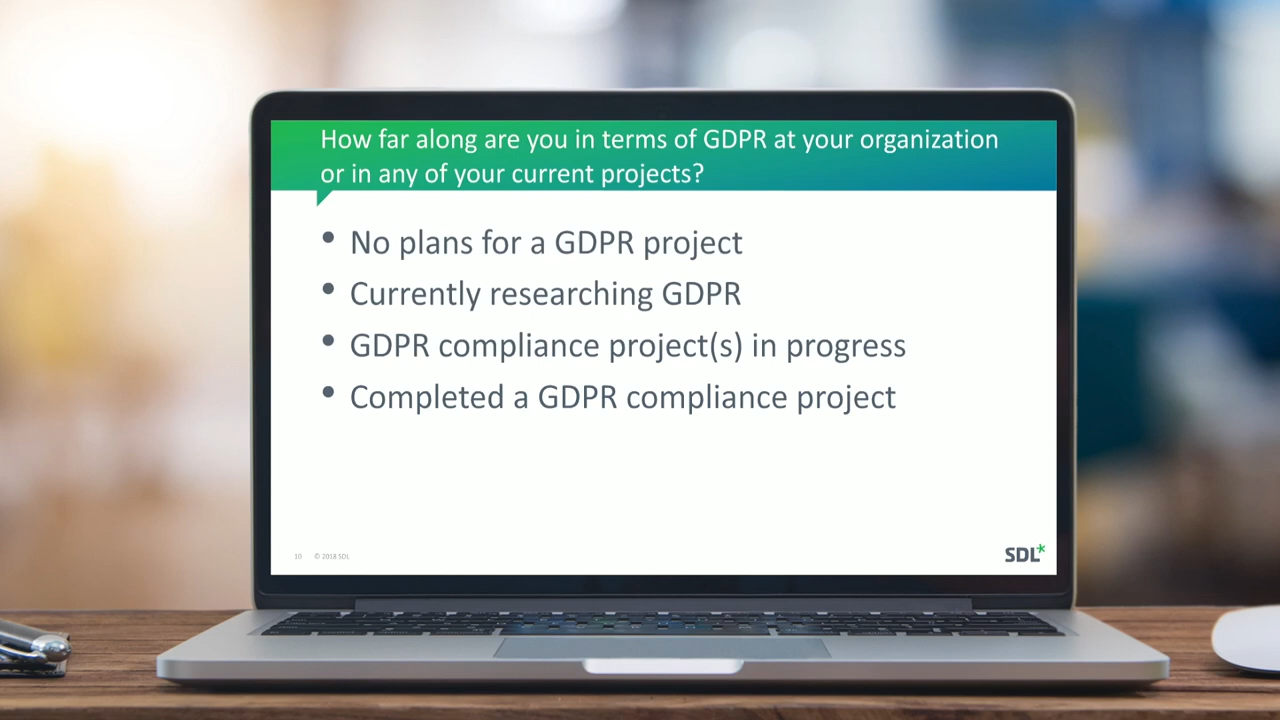 How far along are you in terms of GDPR at your organization
or in any of your current projects?
• No plans for a GDPR project
• Currently researching GDPR
• GDPR compliance project(s) in progress
• Completed a GDPR compliance project
10 © 2018 SDL
SDL*